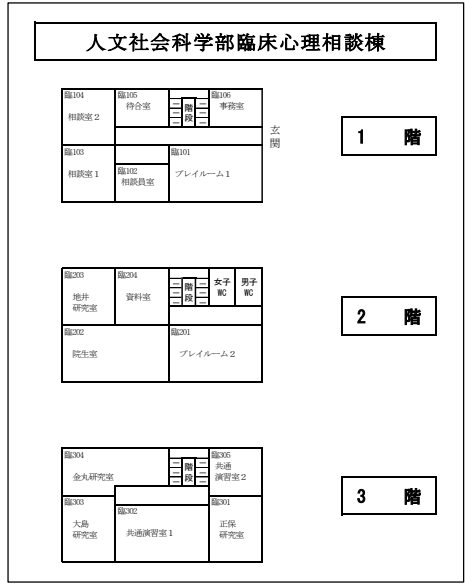 人文社会科学部臨床心理相談棟
臨104
相談室２
臨105
待合室
階
段
臨106
事務室
玄
関
1 階
臨103
相談室１
臨102
相談員室
臨101
プレイルーム１
臨203
地井
研究室
臨204
資料室
階
段
女子
WC
男子
WC
2 階
臨202
院生室
臨201
プレイルーム２
臨304
金丸研究室
階
段
臨305
共通
演習室２
3 階
臨303
大島
研究室
臨302
共通演習室１
臨301
正保
研究室